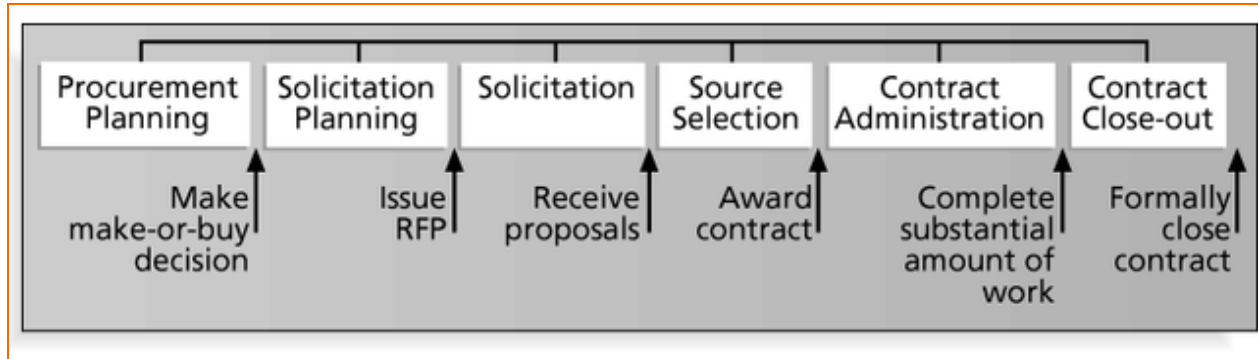 Procurement
Planning
Solicitation
Planning
Solicitation
Source
Selection
Contract
Administration
Contract
Close-out
Make
make-or-buy
decision
Issue
RFP
Receive
proposals
Award
contract
Complete
substantial
amount of
work
Formally
close
contract